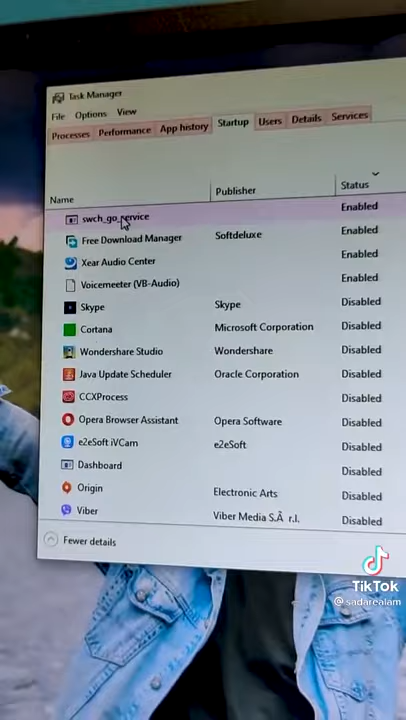 Task Manager
File Options View
Processes Performance App history Startup Users Details Services
Name Publisher Status
swch_go_service Enabled
Free Download Manager Softdeluxe Enabled
Xear Audio Center Enabled
Voicemeeter (VB-Audio) Enabled
Skype Skype Disabled
Cortana Microsoft Corporation Disabled
Wondershare Studio Wondershare Disabled
Java Update Scheduler Oracle Corporation Disabled
CCXProcess Disabled
Opera Browser Assistant Opera Software Disabled
e2eSoft iVCam e2eSoft Disabled
Dashboard Disabled
Origin Electronic Arts Disabled
Viber Viber Media S.Â r.l. Disabled
Fewer details
TikTok
@sadarealam